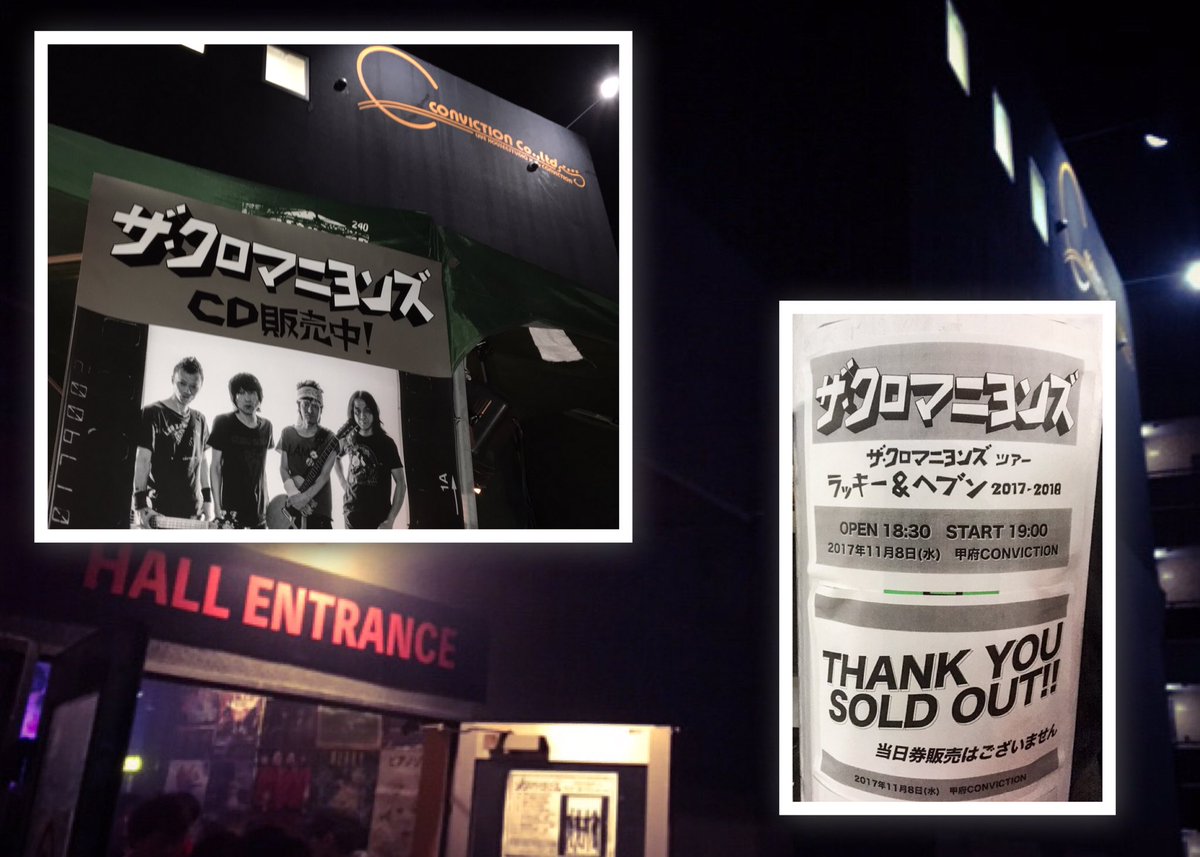 CONVICTION Co.,Ltd.
240
ザ・クロマニヨンズ
CD販売中!
1A
HALL ENTRANCE
ザ・クロマニヨンズ
ザ・クロマニヨンズ ツアー
ラッキー&ヘブン 2017-2018
OPEN 18:30 START 19:00
2017年11月8日(水) 甲府CONVICTION
THANK YOU
SOLD OUT!!
当日券販売はございません
2017年11月8日(水) 甲府CONVICTION